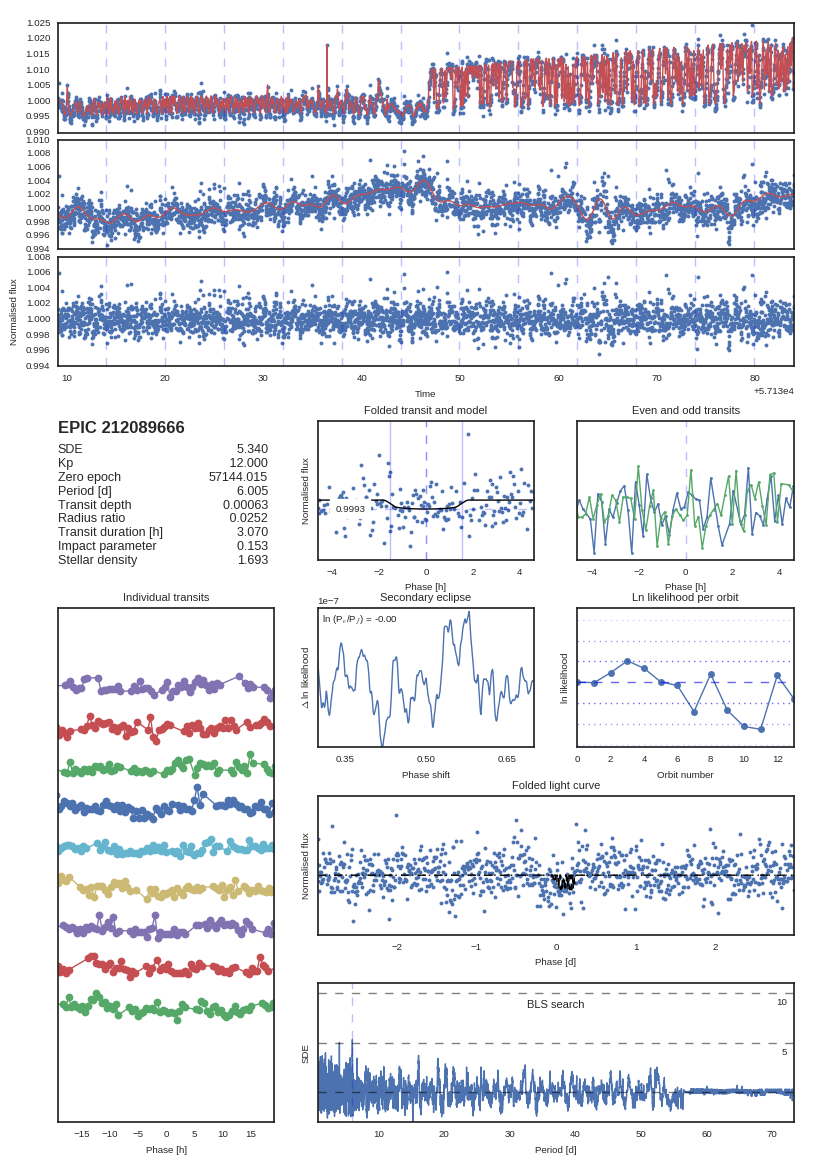 1.025
1.020
1.015
1.010
1.005
1.000
0.995
0.990
1.010
1.008
1.006
1.004
1.002
1.000
0.998
0.996
0.994
1.008
1.006
1.004
1.002
1.000
0.998
0.996
0.994
Normalised flux
10 20 30 40 50 60 70 80
Time
+5.713e4
EPIC 212089666
SDE 5.340
Kp 12.000
Zero epoch 57144.015
Period [d] 6.005
Transit depth 0.00063
Radius ratio 0.0252
Transit duration [h] 3.070
Impact parameter 0.153
Stellar density 1.693
Folded transit and model
Normalised flux
0.9993
−4 −2 0 2 4
Phase [h]
Even and odd transits
−4 −2 0 2 4
Phase [h]
Individual transits
−15 −10 −5 0 5 10 15
Phase [h]
Secondary eclipse
1e−7
ln (Pₑ/P𝑓) = -0.00
Δ ln likelihood
0.35 0.50 0.65
Phase shift
Ln likelihood per orbit
ln likelihood
0 2 4 6 8 10 12
Orbit number
Folded light curve
Normalised flux
−2 −1 0 1 2
Phase [d]
BLS search
10
5
SDE
10 20 30 40 50 60 70
Period [d]